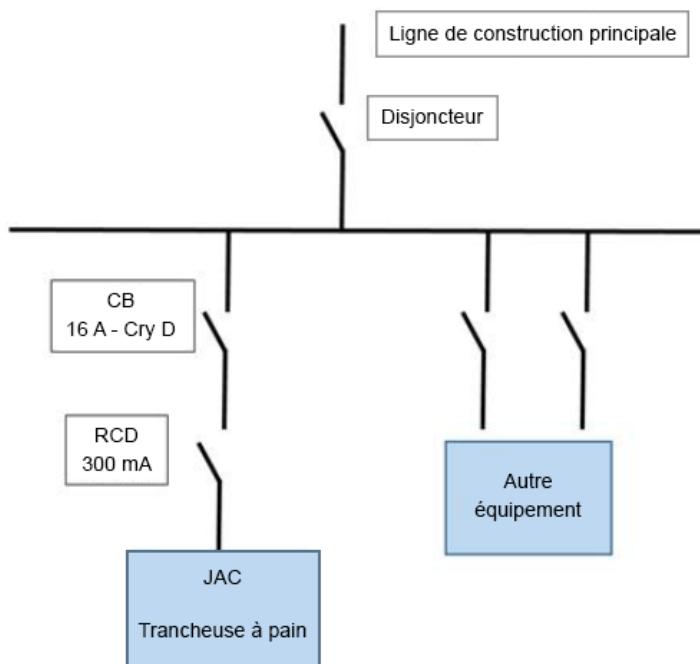 Ligne de construction principale
Disjoncteur
CB
16 A - Cry D
RCD
300 mA
Autre
équipement
JAC
Trancheuse à pain